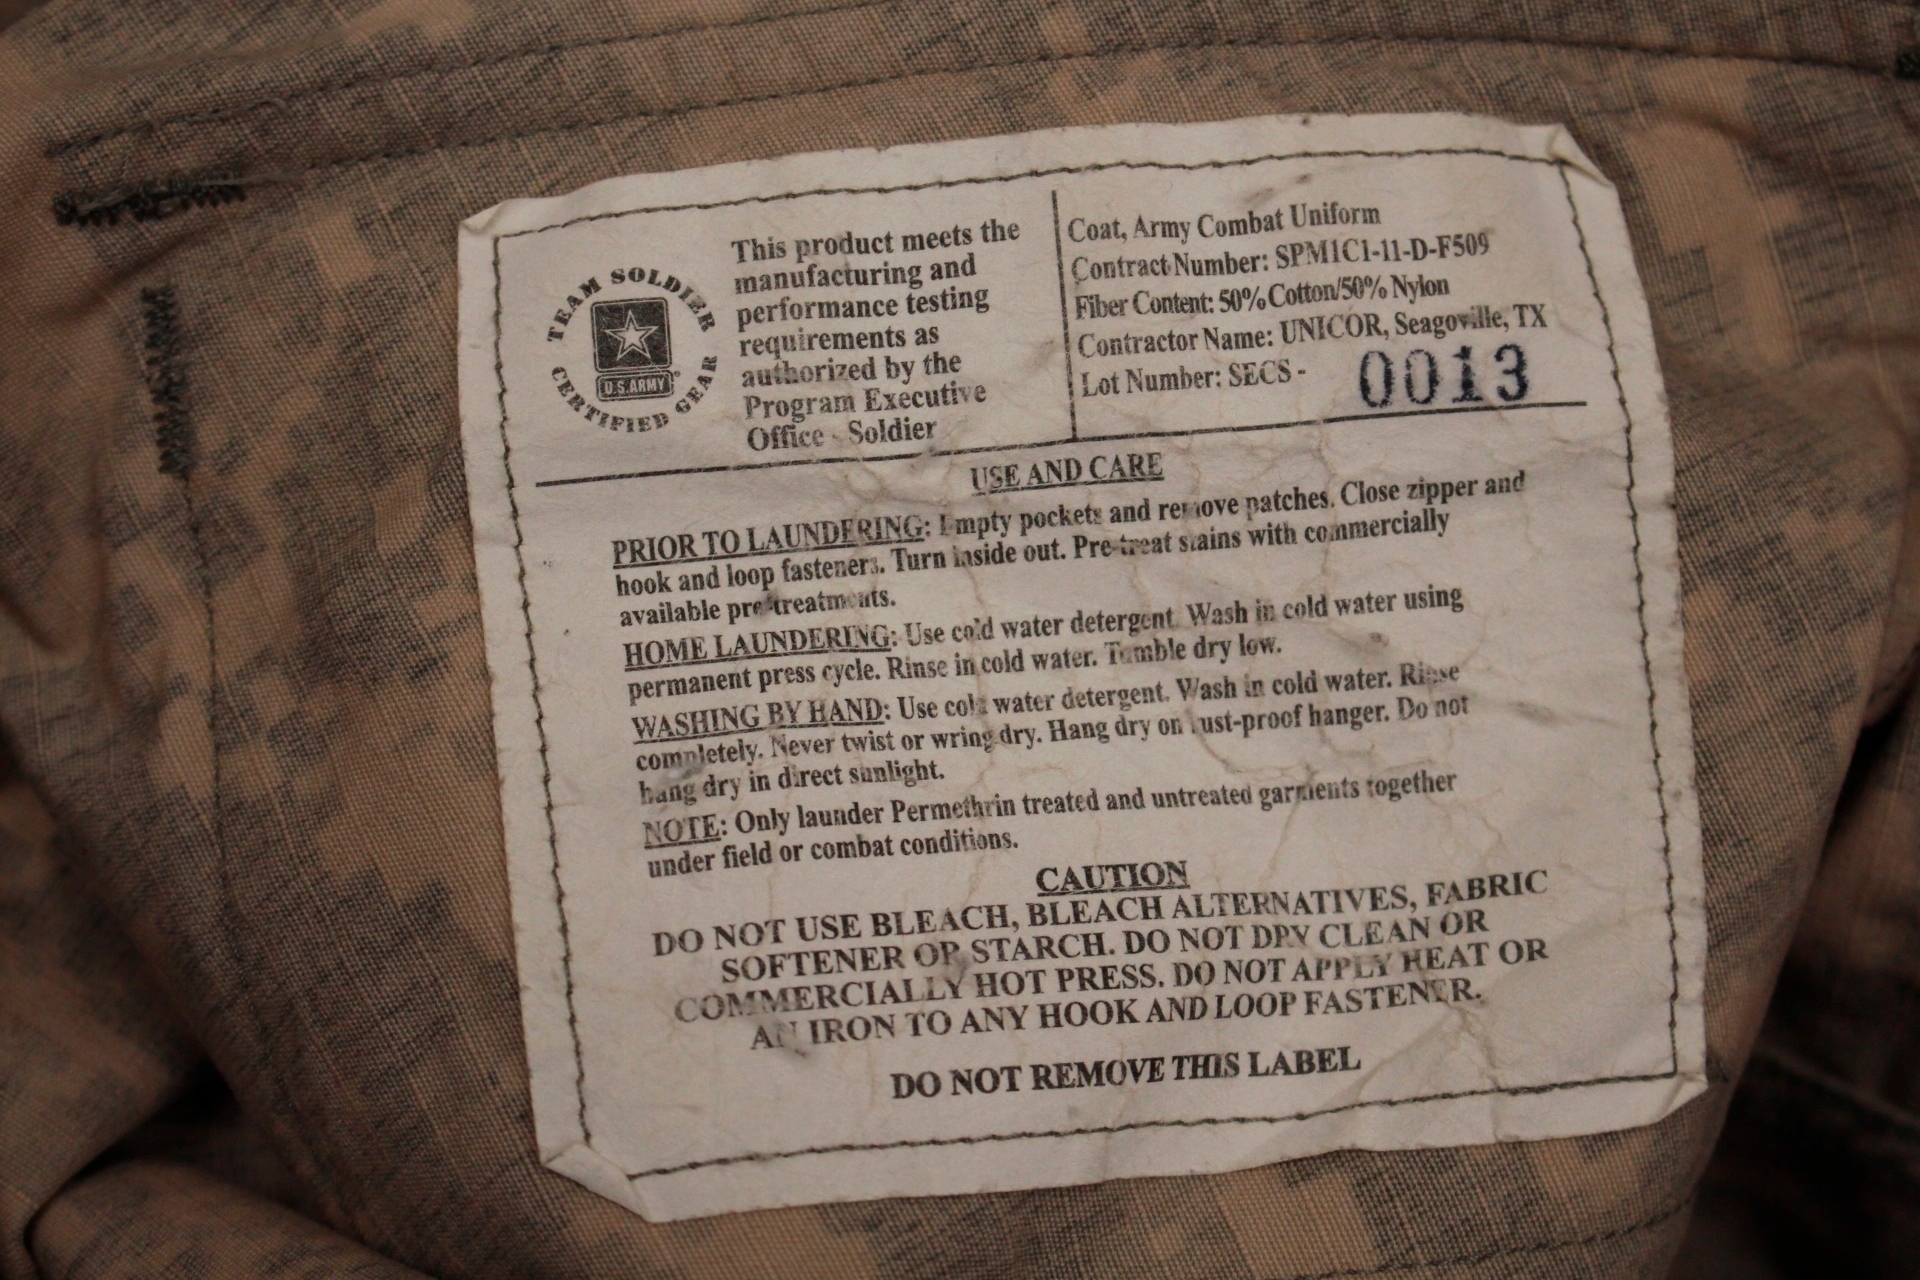 TEAM SOLDIER
U.S.ARMY
CERTIFIED GEAR
This product meets the
manufacturing and
performance testing
requirements as
authorized by the
Program Executive
Office - Soldier
Coat, Army Combat Uniform
Contract Number: SPM1C1-11-D-F509
Fiber Content: 50% Cotton/50% Nylon
Contractor Name: UNICOR, Seagoville, TX
Lot Number: SECS - 0013
USE AND CARE
PRIOR TO LAUNDERING: Empty pockets and remove patches. Close zipper and
hook and loop fasteners. Turn inside out. Pre-treat stains with commercially
available pre-treatments.
HOME LAUNDERING: Use cold water detergent. Wash in cold water using
permanent press cycle. Rinse in cold water. Tumble dry low.
WASHING BY HAND: Use cold water detergent. Wash in cold water. Rinse
completely. Never twist or wring dry. Hang dry on rust-proof hanger. Do not
hang dry in direct sunlight.
NOTE: Only launder Permethrin treated and untreated garments together
under field or combat conditions.
CAUTION
DO NOT USE BLEACH, BLEACH ALTERNATIVES, FABRIC
SOFTENER OR STARCH. DO NOT DRY CLEAN OR
COMMERCIALLY HOT PRESS. DO NOT APPLY HEAT OR
AN IRON TO ANY HOOK AND LOOP FASTENER.
DO NOT REMOVE THIS LABEL